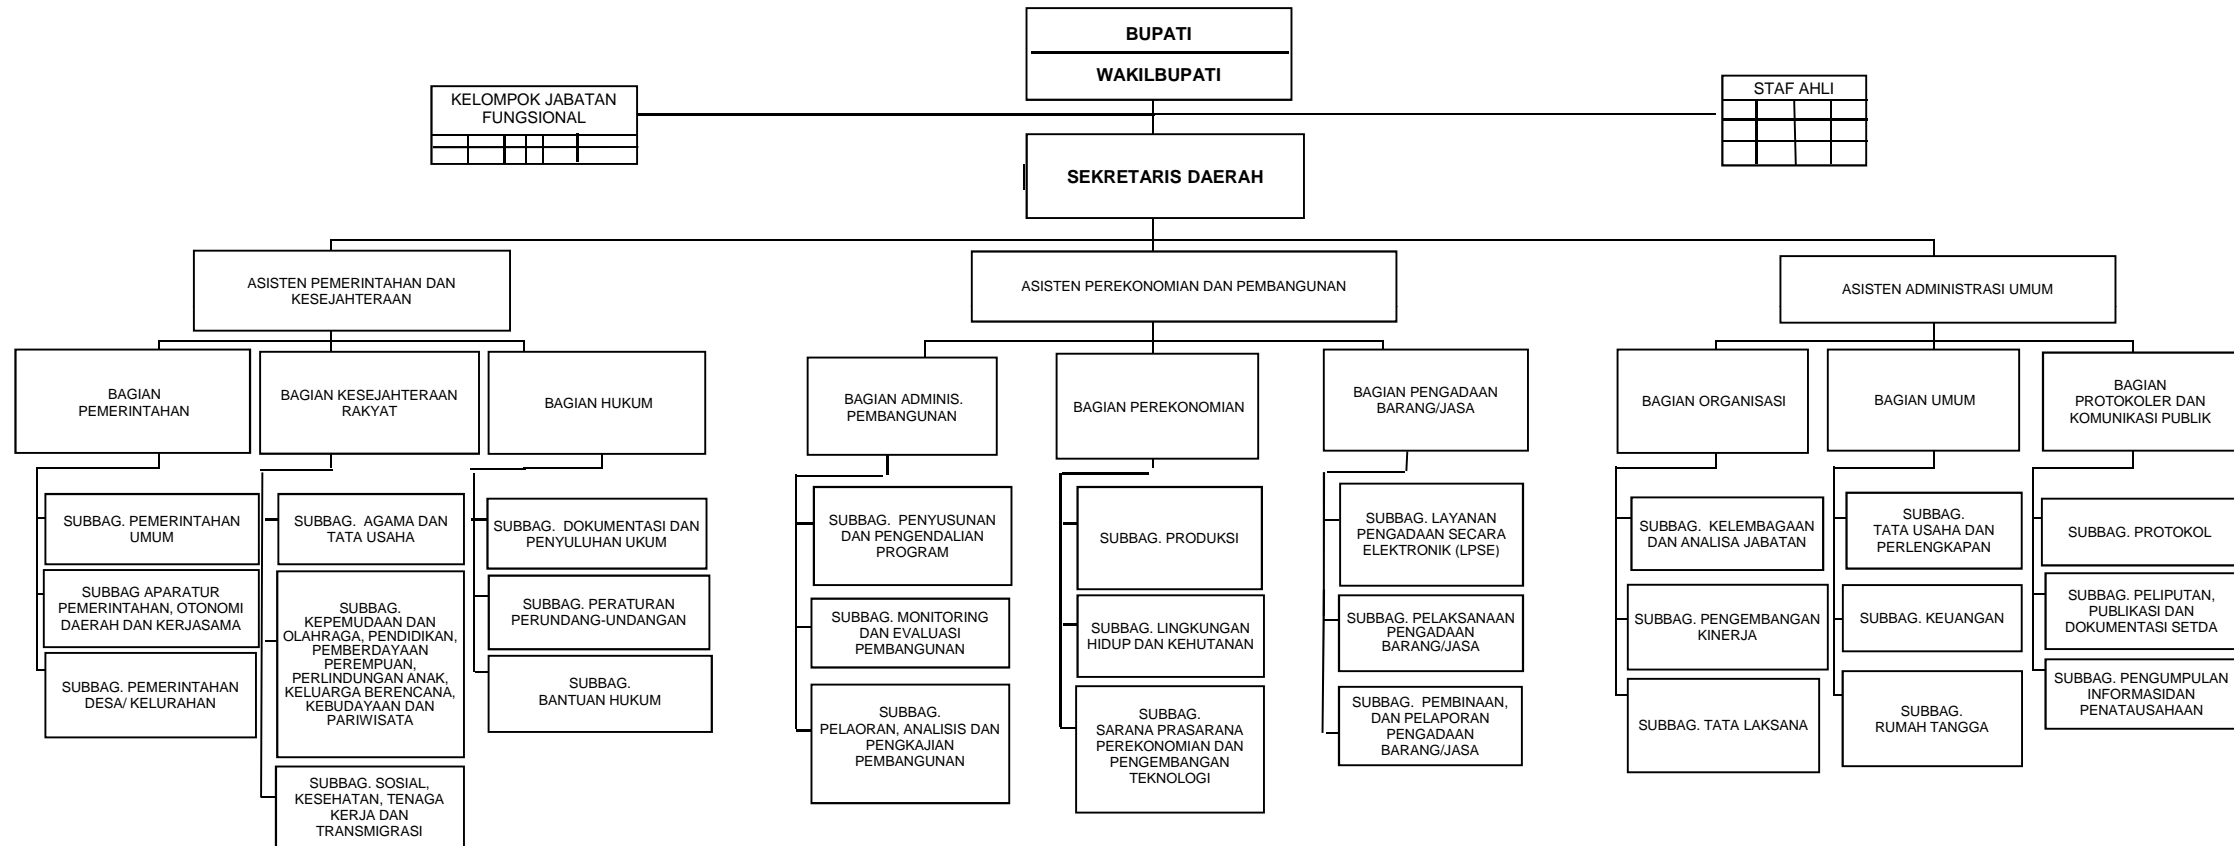 BUPATI
WAKILBUPATI
KELOMPOK JABATAN
FUNGSIONAL
STAF AHLI
SEKRETARIS DAERAH
ASISTEN PEMERINTAHAN DAN
KESEJAHTERAAN
ASISTEN PEREKONOMIAN DAN PEMBANGUNAN
ASISTEN ADMINISTRASI UMUM
BAGIAN
PEMERINTAHAN
BAGIAN KESEJAHTERAAN
RAKYAT
BAGIAN HUKUM
BAGIAN ADMINIS.
PEMBANGUNAN
BAGIAN PEREKONOMIAN
BAGIAN PENGADAAN
BARANG/JASA
BAGIAN ORGANISASI
BAGIAN UMUM
BAGIAN
PROTOKOLER DAN
KOMUNIKASI PUBLIK
SUBBAG. PEMERINTAHAN
UMUM
SUBBAG APARATUR
PEMERINTAHAN, OTONOMI
DAERAH DAN KERJASAMA
SUBBAG. PEMERINTAHAN
DESA/ KELURAHAN
SUBBAG. AGAMA DAN
TATA USAHA
SUBBAG.
KEPEMUDAAN DAN
OLAHRAGA, PENDIDIKAN,
PEMBERDAYAAN
PEREMPUAN,
PERLINDUNGAN ANAK,
KELUARGA BERENCANA,
KEBUDAYAAN DAN
PARIWISATA
SUBBAG. SOSIAL,
KESEHATAN, TENAGA
KERJA DAN
TRANSMIGRASI
SUBBAG. DOKUMENTASI DAN
PENYULUHAN UKUM
SUBBAG. PERATURAN
PERUNDANG-UNDANGAN
SUBBAG.
BANTUAN HUKUM
SUBBAG. PENYUSUNAN
DAN PENGENDALIAN
PROGRAM
SUBBAG. MONITORING
DAN EVALUASI
PEMBANGUNAN
SUBBAG.
PELAORAN, ANALISIS DAN
PENGKAJIAN
PEMBANGUNAN
SUBBAG. PRODUKSI
SUBBAG. LINGKUNGAN
HIDUP DAN KEHUTANAN
SUBBAG.
SARANA PRASARANA
PEREKONOMIAN DAN
PENGEMBANGAN
TEKNOLOGI
SUBBAG. LAYANAN
PENGADAAN SECARA
ELEKTRONIK (LPSE)
SUBBAG. PELAKSANAAN
PENGADAAN
BARANG/JASA
SUBBAG. PEMBINAAN,
DAN PELAPORAN
PENGADAAN
BARANG/JASA
SUBBAG. KELEMBAGAAN
DAN ANALISA JABATAN
SUBBAG. PENGEMBANGAN
KINERJA
SUBBAG. TATA LAKSANA
SUBBAG.
TATA USAHA DAN
PERLENGKAPAN
SUBBAG. KEUANGAN
SUBBAG.
RUMAH TANGGA
SUBBAG. PROTOKOL
SUBBAG. PELIPUTAN,
PUBLIKASI DAN
DOKUMENTASI SETDA
SUBBAG. PENGUMPULAN
INFORMASIDAN
PENATAUSAHAAN